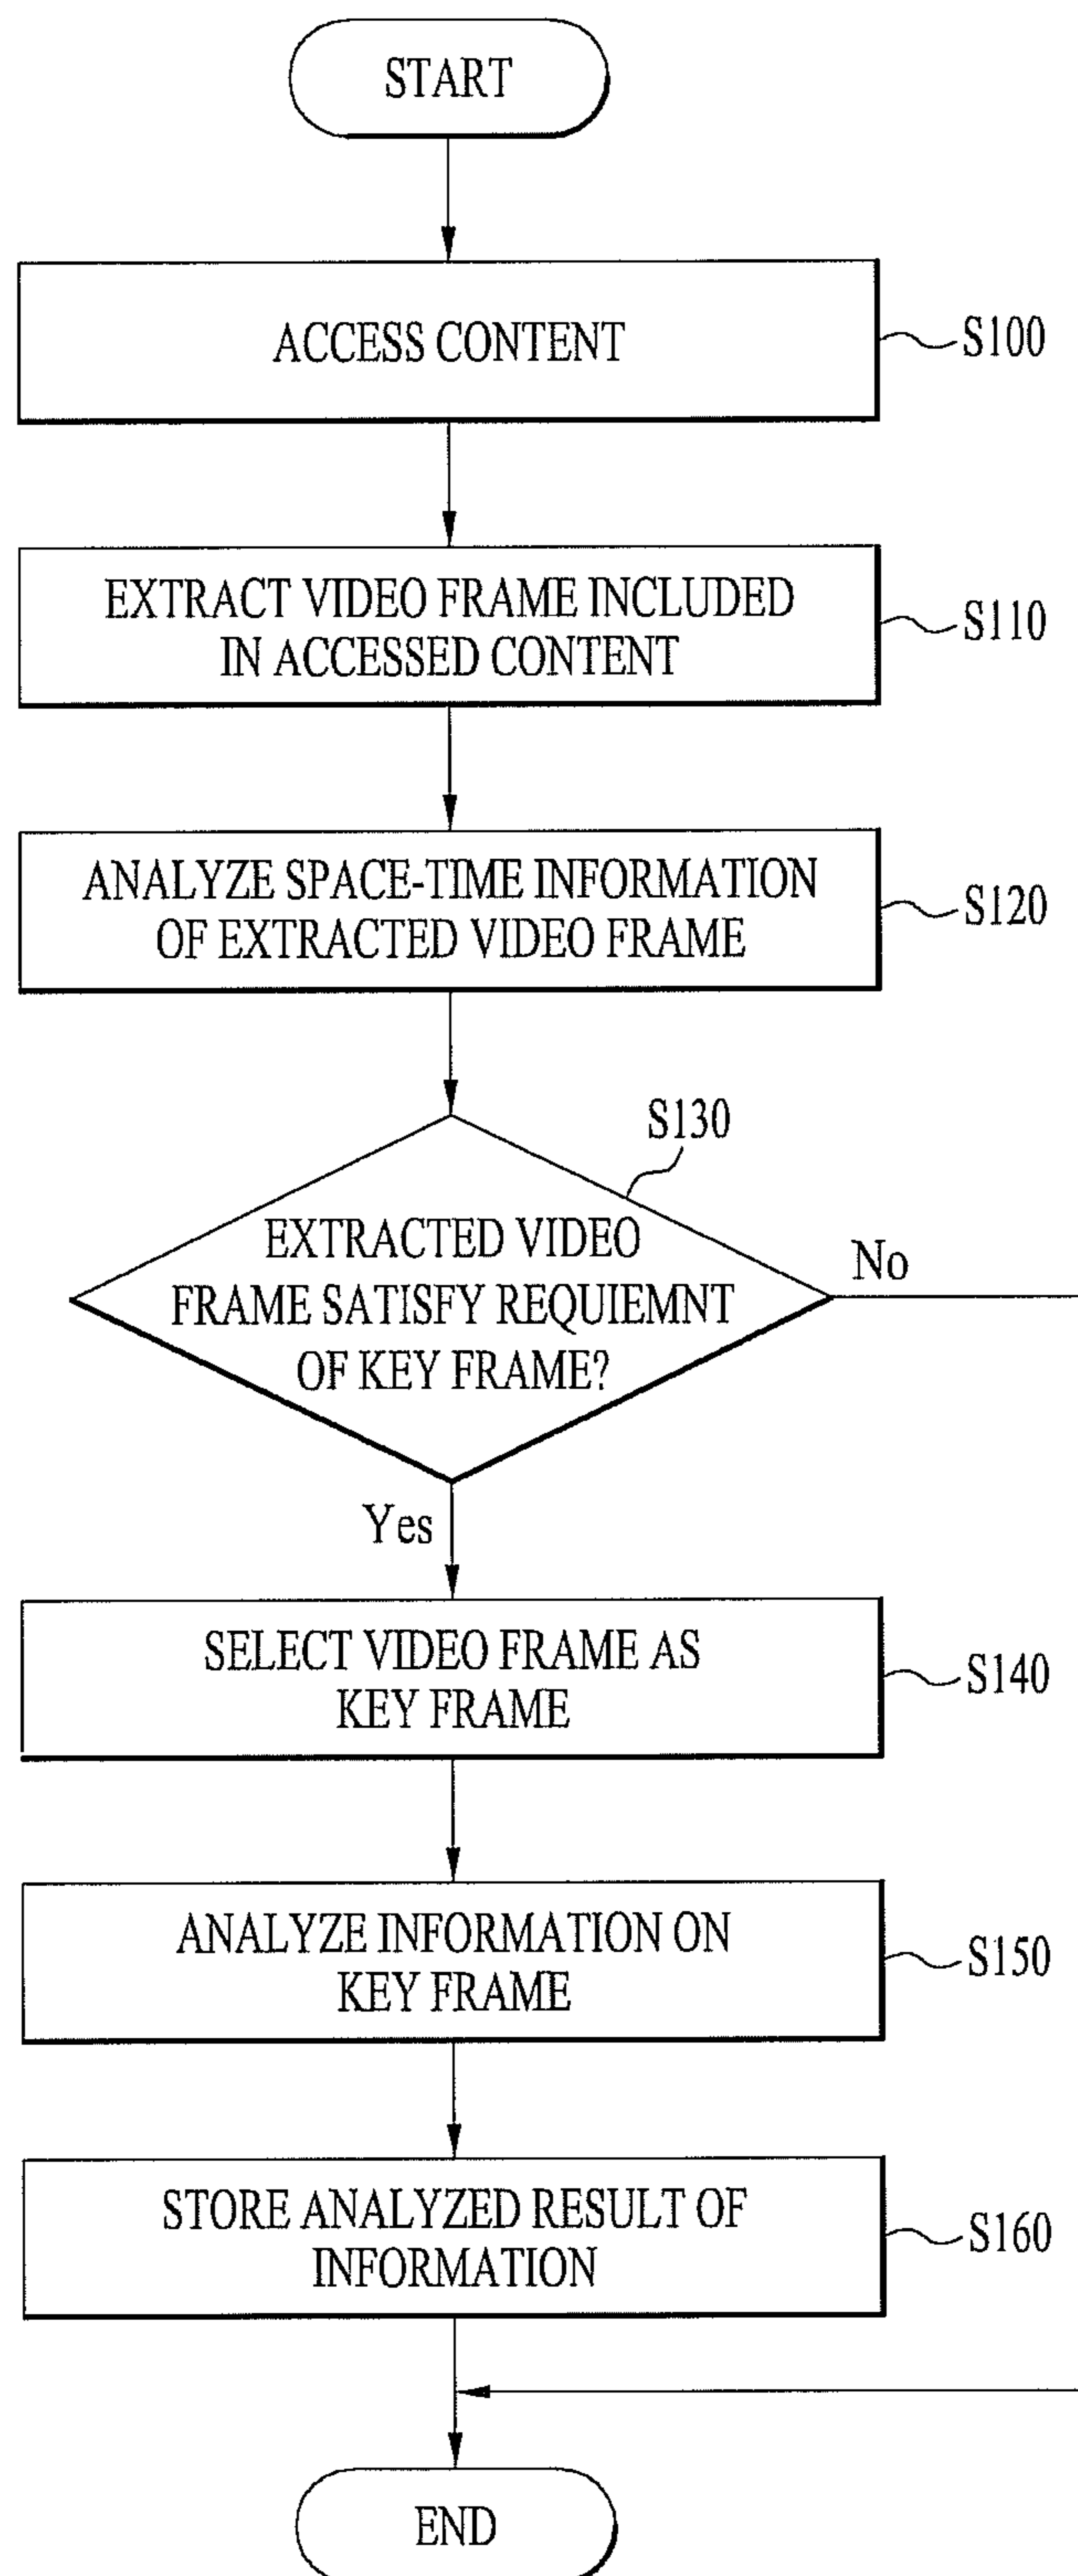 START
ACCESS CONTENT
S100
EXTRACT VIDEO FRAME INCLUDED
IN ACCESSED CONTENT
S110
ANALYZE SPACE-TIME INFORMATION
OF EXTRACTED VIDEO FRAME
S120
S130
EXTRACTED VIDEO
FRAME SATISFY REQUIEMNT
OF KEY FRAME?
No
Yes
SELECT VIDEO FRAME AS
KEY FRAME
S140
ANALYZE INFORMATION ON
KEY FRAME
S150
STORE ANALYZED RESULT OF
INFORMATION
S160
END